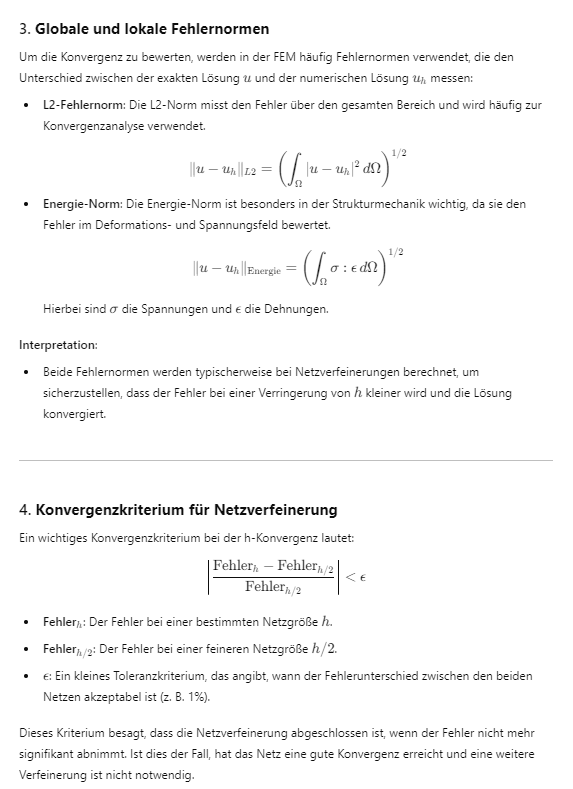 3. Globale und lokale Fehlernormen
Um die Konvergenz zu bewerten, werden in der FEM häufig Fehlernormen verwendet, die den
Unterschied zwischen der exakten Lösung u und der numerischen Lösung uₕ messen:
• L2-Fehlernorm: Die L2-Norm misst den Fehler über den gesamten Bereich und wird häufig zur
Konvergenzanalyse verwendet.
‖u − uₕ‖_{L2} = (∫_Ω |u − uₕ|² dΩ)^{1/2}
• Energie-Norm: Die Energie-Norm ist besonders in der Strukturmechanik wichtig, da sie den
Fehler im Deformations- und Spannungsfeld bewertet.
‖u − uₕ‖_{Energie} = (∫_Ω σ : ϵ dΩ)^{1/2}
Hierbei sind σ die Spannungen und ϵ die Dehnungen.
Interpretation:
• Beide Fehlernormen werden typischerweise bei Netzverfeinerungen berechnet, um
sicherzustellen, dass der Fehler bei einer Verringerung von h kleiner wird und die Lösung
konvergiert.
4. Konvergenzkriterium für Netzverfeinerung
Ein wichtiges Konvergenzkriterium bei der h-Konvergenz lautet:
|(Fehler_h − Fehler_{h/2}) / Fehler_{h/2}| < ϵ
• Fehler_h: Der Fehler bei einer bestimmten Netzgröße h.
• Fehler_{h/2}: Der Fehler bei einer feineren Netzgröße h/2.
• ϵ: Ein kleines Toleranzkriterium, das angibt, wann der Fehlerunterschied zwischen den beiden
Netzen akzeptabel ist (z. B. 1%).
Dieses Kriterium besagt, dass die Netzverfeinerung abgeschlossen ist, wenn der Fehler nicht mehr
signifikant abnimmt. Ist dies der Fall, hat das Netz eine gute Konvergenz erreicht und eine weitere
Verfeinerung ist nicht notwendig.